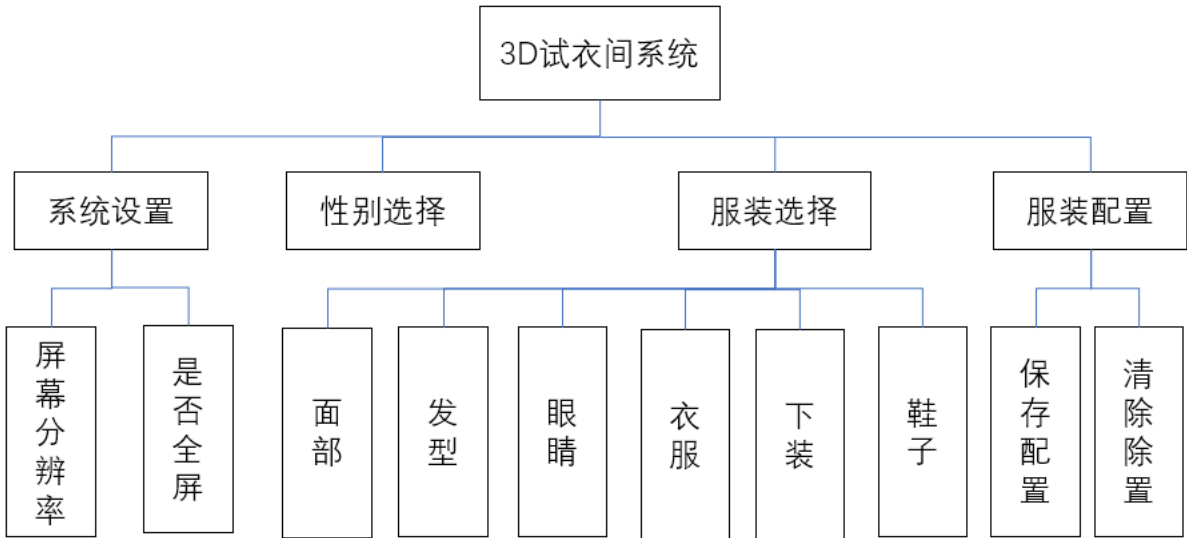 3D试衣间系统
系统设置
性别选择
服装选择
服装配置
屏幕分辨率
是否全屏
面部
发型
眼睛
衣服
下装
鞋子
保存配置
清除除置